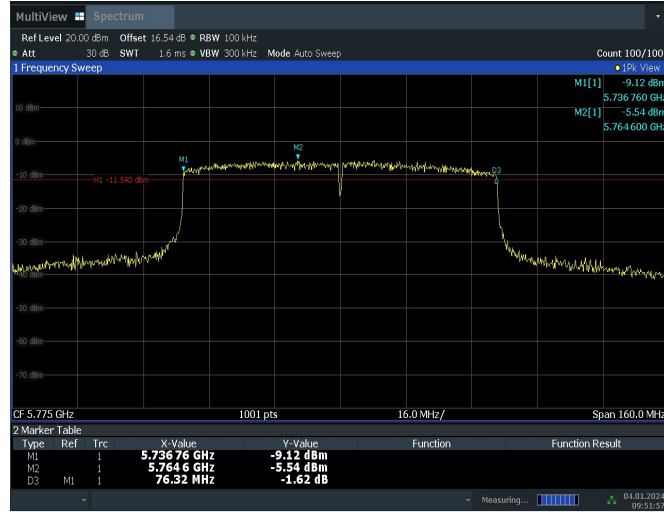 MultiView Spectrum
Ref Level 20.00 dBm Offset 16.54 dB RBW 100 kHz
Att 30 dB SWT 1.6 ms VBW 300 kHz Mode Auto Sweep Count 100/100
1 Frequency Sweep 1Pk View
M1[1] -9.12 dBm
5.736 760 GHz
M2[1] -5.54 dBm
5.764 600 GHz
10 dBm
0 dBm
M2
M1
D3
-10 dBm
H1 -11.540 dBm
-20 dBm
-30 dBm
-40 dBm
-50 dBm
-60 dBm
-70 dBm
CF 5.775 GHz 1001 pts 16.0 MHz/ Span 160.0 MHz
2 Marker Table
Type Ref Trc X-Value Y-Value Function Function Result
M1 1 5.736 76 GHz -9.12 dBm
M2 1 5.764 6 GHz -5.54 dBm
D3 M1 1 76.32 MHz -1.62 dB
Measuring... 04.01.2024
09:51:57